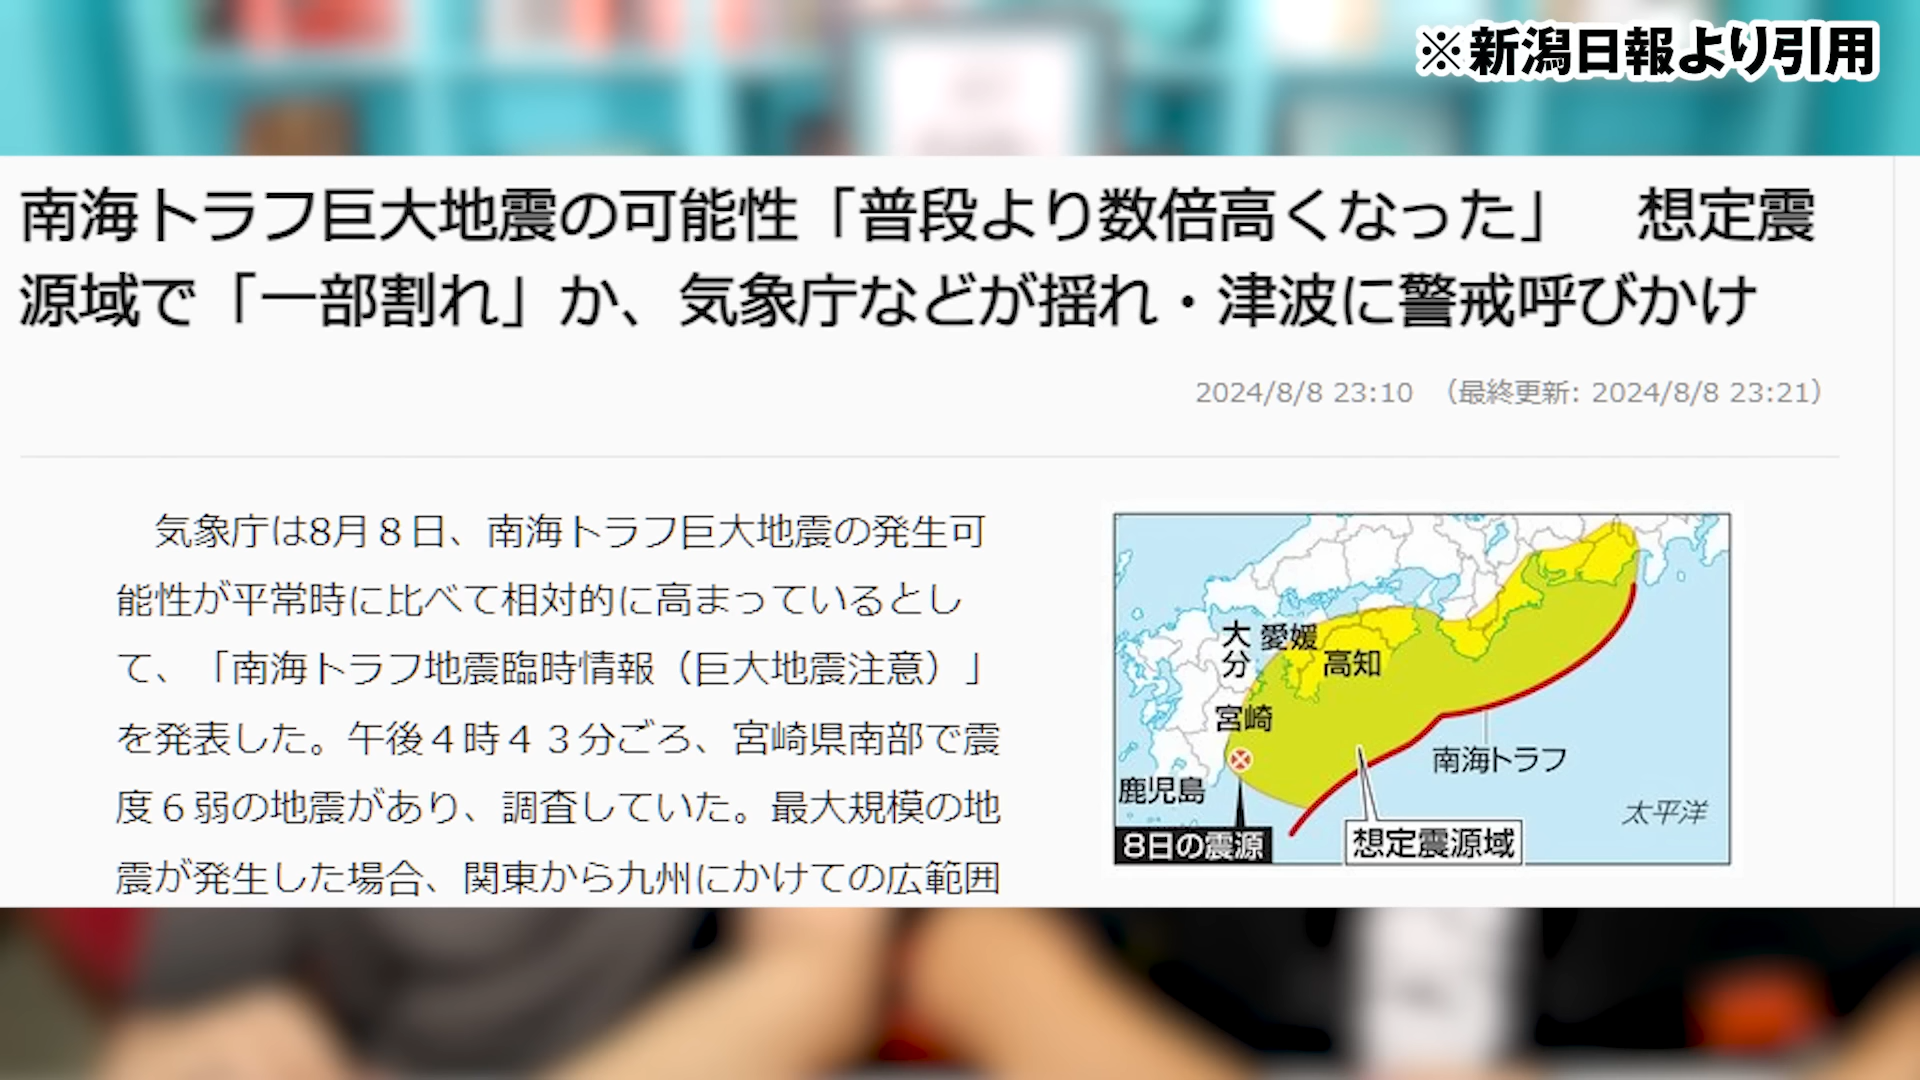 ※新潟日報より引用
南海トラフ巨大地震の可能性「普段より数倍高くなった」　想定震
源域で「一部割れ」か、気象庁などが揺れ・津波に警戒呼びかけ
2024/8/8 23:10　（最終更新: 2024/8/8 23:21）
気象庁は8月８日、南海トラフ巨大地震の発生可
能性が平常時に比べて相対的に高まっているとし
て、「南海トラフ地震臨時情報（巨大地震注意）」
を発表した。午後４時４３分ごろ、宮崎県南部で震
度６弱の地震があり、調査していた。最大規模の地
震が発生した場合、関東から九州にかけての広範囲
大分
愛媛
高知
宮崎
鹿児島
南海トラフ
太平洋
8日の震源
想定震源域